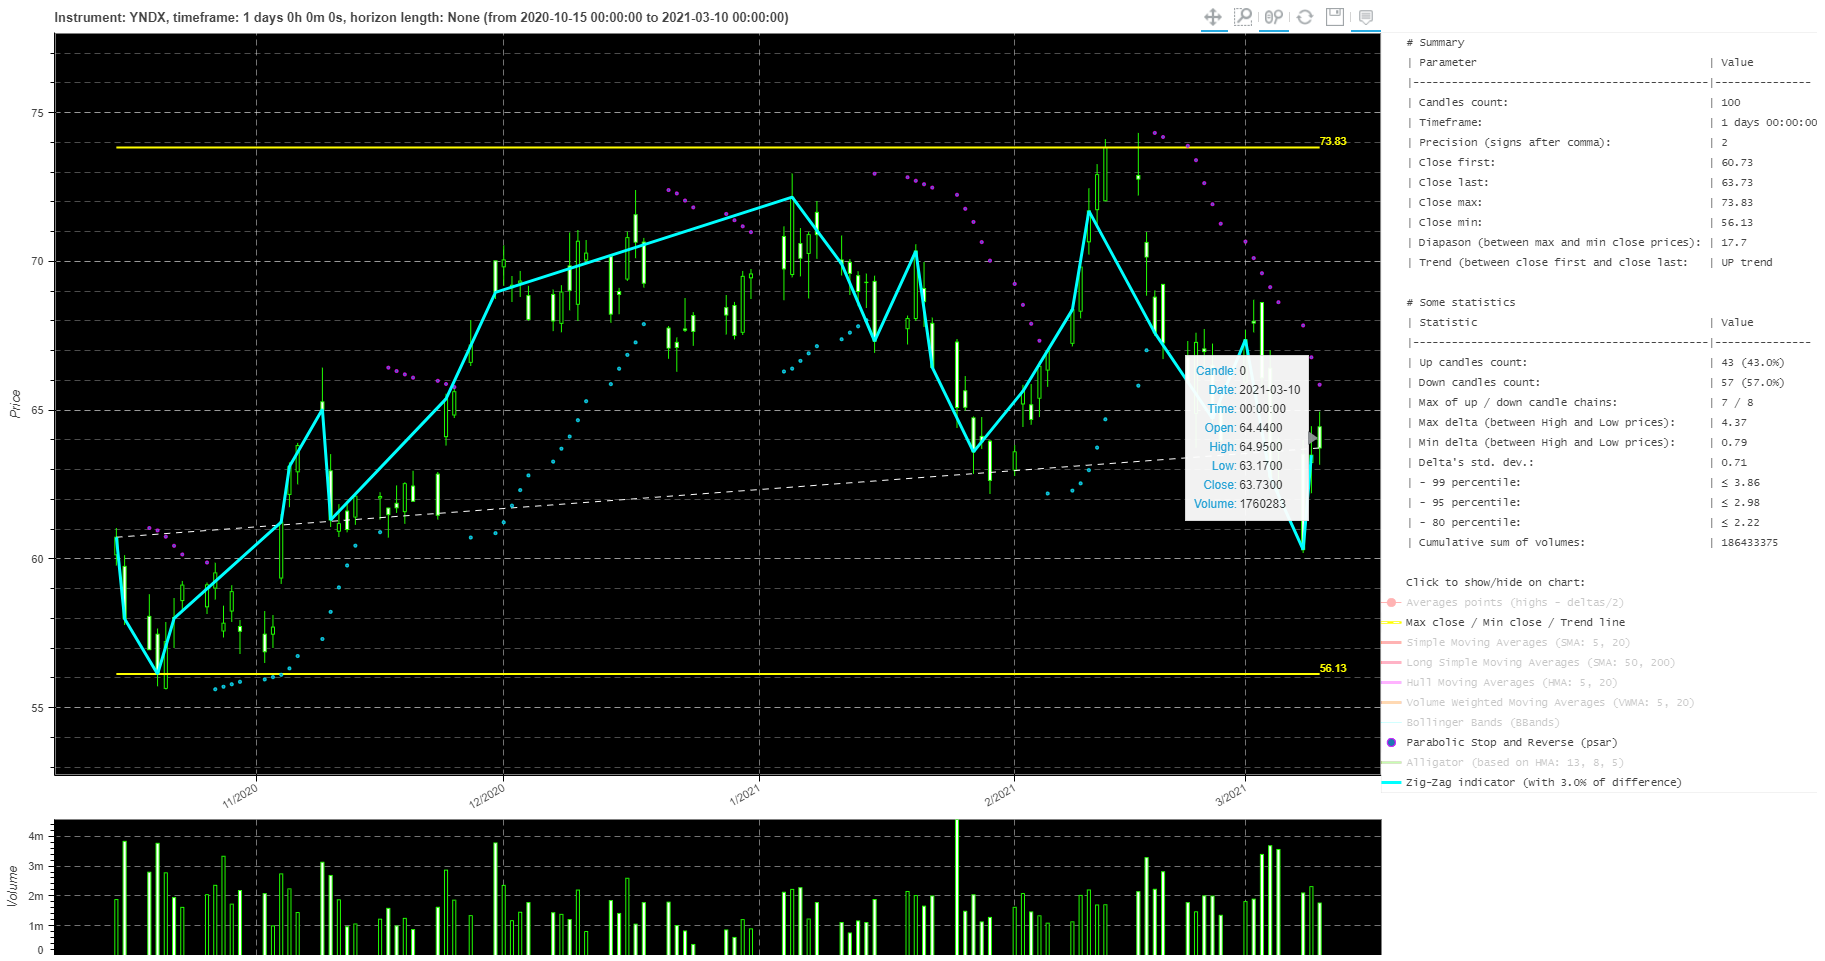 Instrument: YNDX, timeframe: 1 days 0h 0m 0s, horizon length: None (from 2020-10-15 00:00:00 to 2021-03-10 00:00:00)
Price
75
70
65
60
55
73.83
56.13
11/2020
12/2020
1/2021
2/2021
3/2021
Candle: 0
Date: 2021-03-10
Time: 00:00:00
Open: 64.4400
High: 64.9500
Low: 63.1700
Close: 63.7300
Volume: 1760283
Volume
4m
3m
2m
1m
0
# Summary
| Parameter | Value
|-------------------------------------------------|---------------
| Candles count: | 100
| Timeframe: | 1 days 00:00:00
| Precision (signs after comma): | 2
| Close first: | 60.73
| Close last: | 63.73
| Close max: | 73.83
| Close min: | 56.13
| Diapason (between max and min close prices): | 17.7
| Trend (between close first and close last: | UP trend
# Some statistics
| Statistic | Value
|-------------------------------------------------|---------------
| Up candles count: | 43 (43.0%)
| Down candles count: | 57 (57.0%)
| Max of up / down candle chains: | 7 / 8
| Max delta (between High and Low prices): | 4.37
| Min delta (between High and Low prices): | 0.79
| Delta's std. dev.: | 0.71
| - 99 percentile: | ≤ 3.86
| - 95 percentile: | ≤ 2.98
| - 80 percentile: | ≤ 2.22
| Cumulative sum of volumes: | 186433375
Click to show/hide on chart:
Averages points (highs - deltas/2)
Max close / Min close / Trend line
Simple Moving Averages (SMA: 5, 20)
Long Simple Moving Averages (SMA: 50, 200)
Hull Moving Averages (HMA: 5, 20)
Volume Weighted Moving Averages (VWMA: 5, 20)
Bollinger Bands (BBands)
Parabolic Stop and Reverse (psar)
Alligator (based on HMA: 13, 8, 5)
Zig-Zag indicator (with 3.0% of difference)